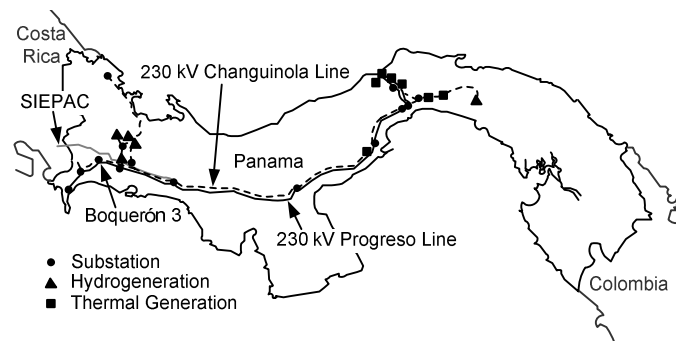 Costa
Rica
230 kV Changuinola Line
SIEPAC
Panama
Boquerón 3
230 kV Progreso Line
Substation
Hydrogeneration
Thermal Generation
Colombia